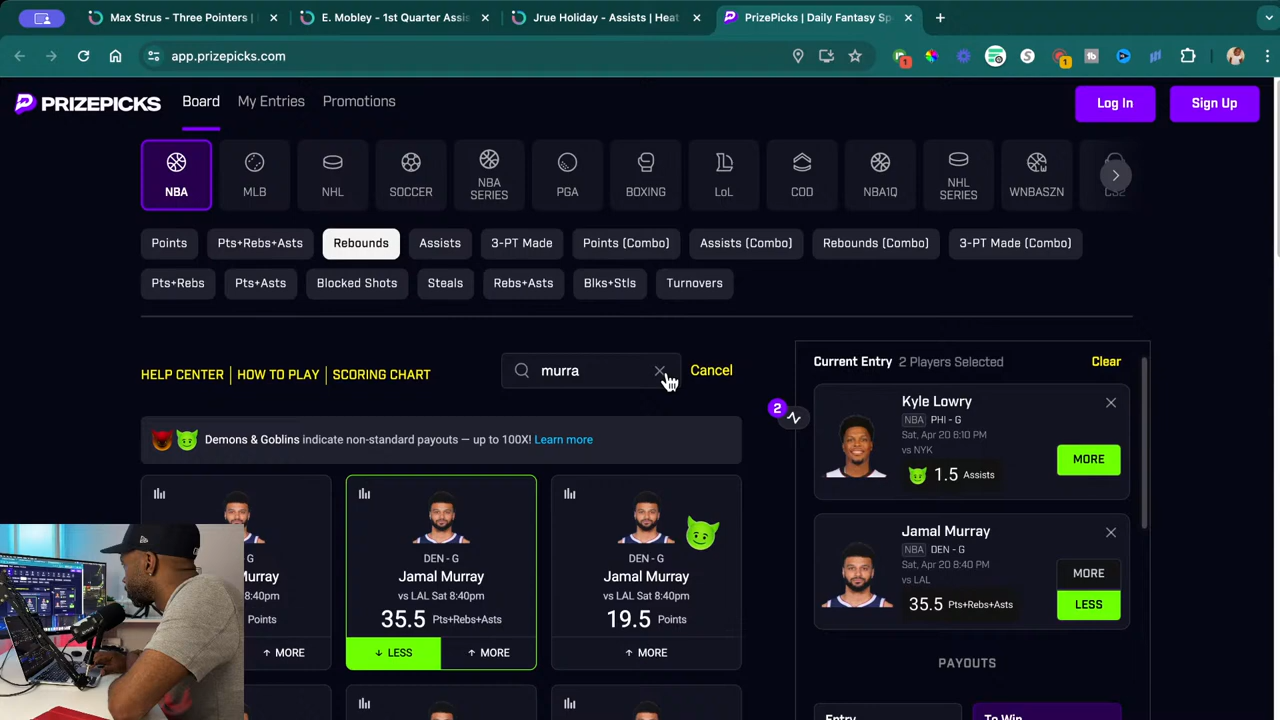 Max Strus - Three Pointers |
E. Mobley - 1st Quarter Assis
Jrue Holiday - Assists | Heat
PrizePicks | Daily Fantasy Sp
app.prizepicks.com
1
1
PRIZEPICKS
Board
My Entries
Promotions
Log In
Sign Up
NBA
MLB
NHL
SOCCER
NBA
SERIES
PGA
BOXING
LoL
COD
NBA1Q
NHL
SERIES
WNBASZN
CS2
Points
Pts+Rebs+Asts
Rebounds
Assists
3-PT Made
Points (Combo)
Assists (Combo)
Rebounds (Combo)
3-PT Made (Combo)
Pts+Rebs
Pts+Asts
Blocked Shots
Steals
Rebs+Asts
Blks+Stls
Turnovers
HELP CENTER | HOW TO PLAY | SCORING CHART
murra
Cancel
Demons & Goblins indicate non-standard payouts — up to 100X! Learn more
G
Murray
8:40pm
Points
↑ MORE
DEN - G
Jamal Murray
vs LAL Sat 8:40pm
35.5 Pts+Rebs+Asts
↓ LESS
↑ MORE
DEN - G
Jamal Murray
vs LAL Sat 8:40pm
19.5 Points
↑ MORE
Current Entry 2 Players Selected
Clear
2
Kyle Lowry
NBA PHI - G
Sat, Apr 20 6:10 PM
vs NYK
1.5 Assists
MORE
Jamal Murray
NBA DEN - G
Sat, Apr 20 8:40 PM
vs LAL
35.5 Pts+Rebs+Asts
MORE
LESS
PAYOUTS
Entry
To Win